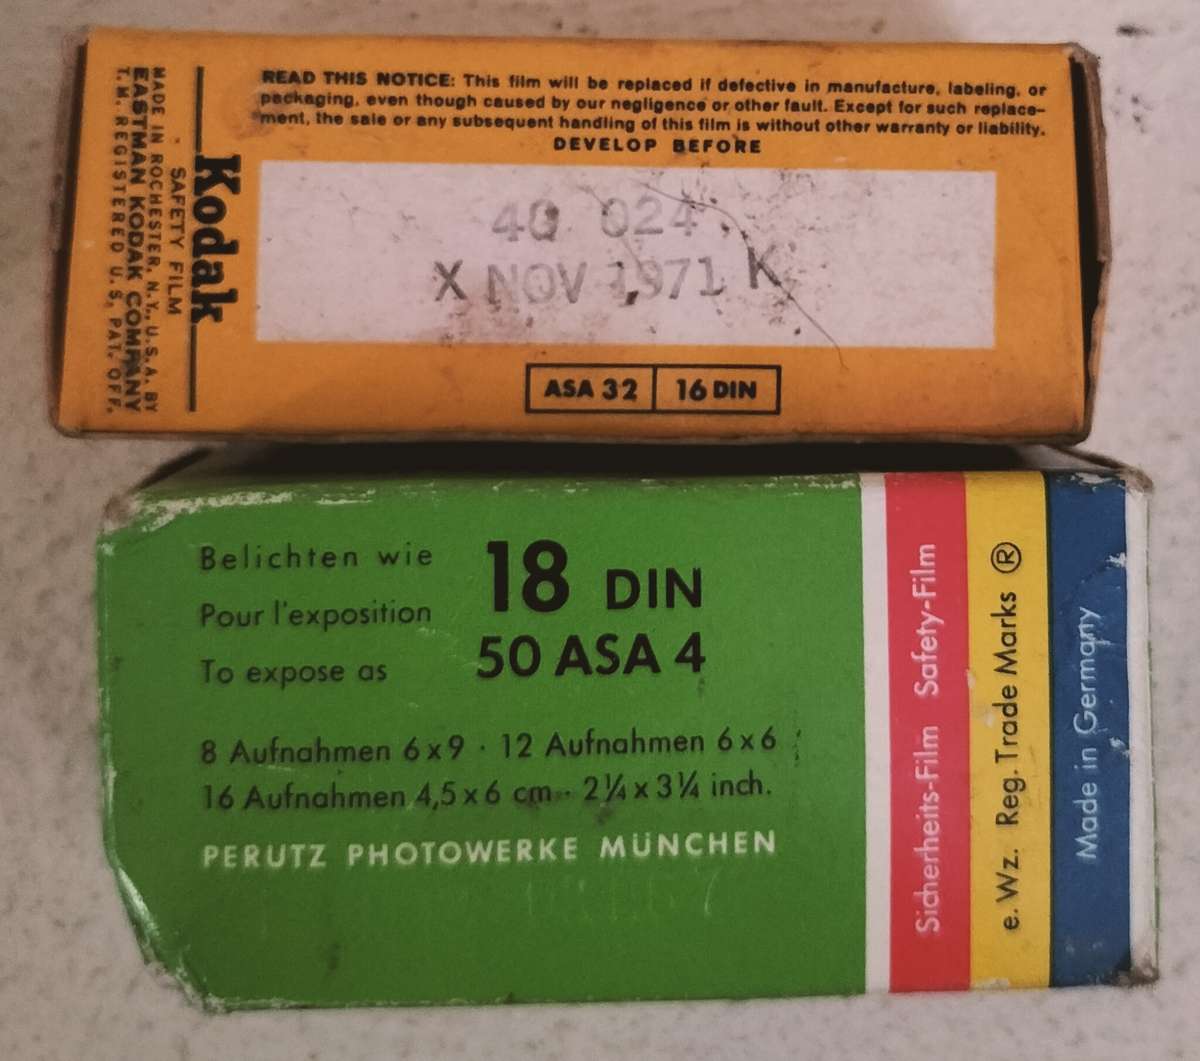 READ THIS NOTICE: This film will be replaced if defective in manufacture, labeling, or
packaging, even though caused by our negligence or other fault. Except for such replace-
ment, the sale or any subsequent handling of this film is without other warranty or liability.
DEVELOP BEFORE
4G 024
X NOV 1971 K
ASA 32 16 DIN
Kodak
SAFETY FILM
MADE IN ROCHESTER, N.Y., U.S.A. BY
EASTMAN KODAK COMPANY
T.M. REGISTERED U.S. PAT. OFF.
Belichten wie
Pour l'exposition
To expose as
18 DIN
50 ASA 4
8 Aufnahmen 6x9 · 12 Aufnahmen 6x6
16 Aufnahmen 4,5x6 cm · 2¼ x 3¼ inch.
PERUTZ PHOTOWERKE MÜNCHEN
Sicherheits-Film Safety-Film
e. Wz. Reg. Trade Marks ®
Made in Germany